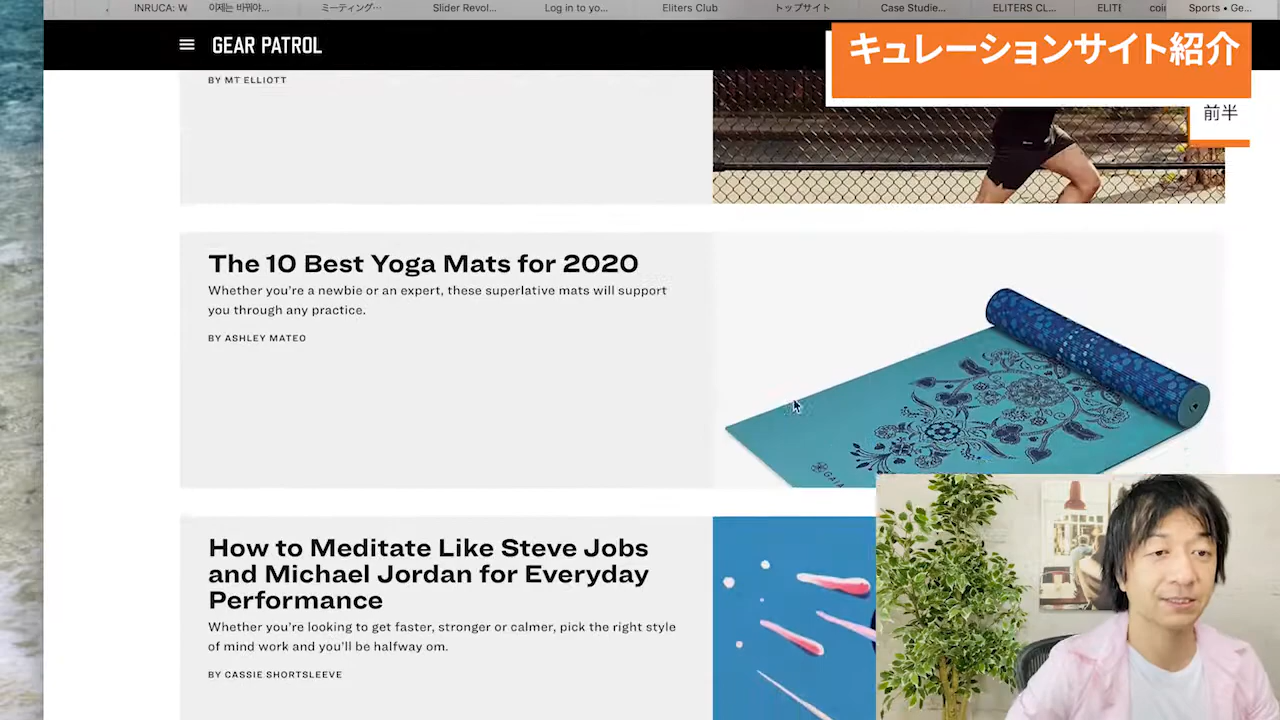 INRUCA: W
이제는 바꿔야...
ミーティング…
Slider Revol...
Log in to yo...
Eliters Club
トップサイト
Case Studie...
ELITERS CL...
ELITE
coin
Sports • Ge...
GEAR PATROL
キュレーションサイト紹介
前半
BY MT ELLIOTT
The 10 Best Yoga Mats for 2020
Whether you're a newbie or an expert, these superlative mats will support
you through any practice.
BY ASHLEY MATEO
GAIA
How to Meditate Like Steve Jobs
and Michael Jordan for Everyday
Performance
Whether you're looking to get faster, stronger or calmer, pick the right style
of mind work and you'll be halfway om.
BY CASSIE SHORTSLEEVE